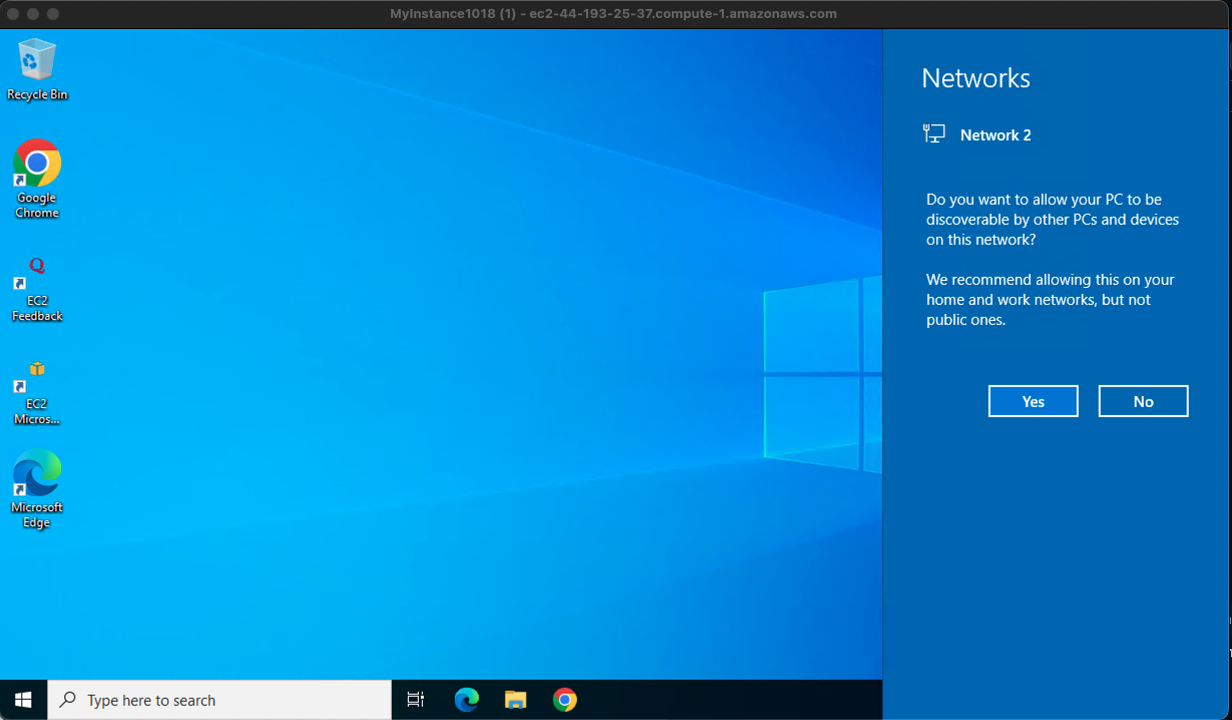 MyInstance1018 (1) - ec2-44-193-25-37.compute-1.amazonaws.com
Recycle Bin
Google
Chrome
EC2
Feedback
EC2
Micros...
Microsoft
Edge
Networks
Network 2
Do you want to allow your PC to be
discoverable by other PCs and devices
on this network?
We recommend allowing this on your
home and work networks, but not
public ones.
Yes
No
Type here to search